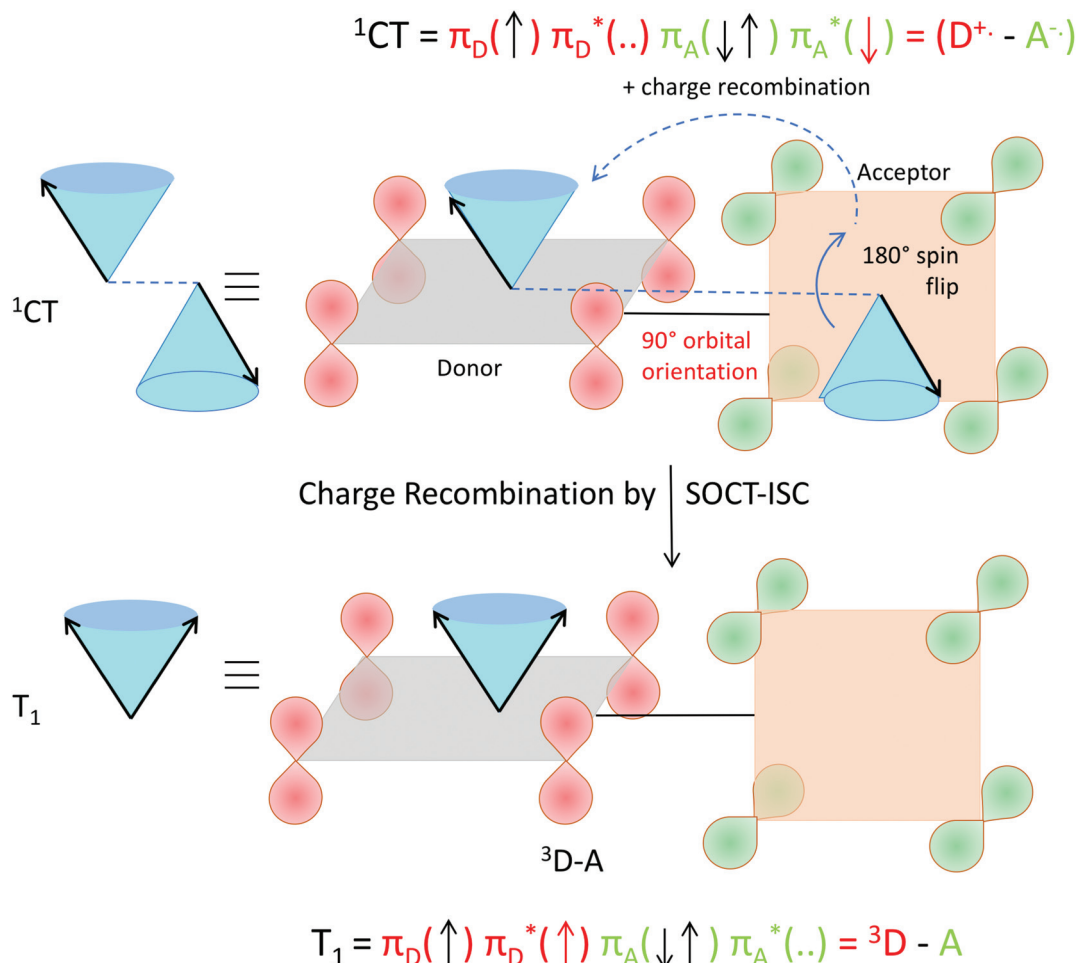 ¹CT = π_D(↑) π_D*(..) π_A(↓↑) π_A*(↓) = (D⁺· - A⁻·)
+ charge recombination
Acceptor
180° spin
flip
¹CT
90° orbital
orientation
Donor
Charge Recombination by SOCT-ISC
T₁
³D-A
T₁ = π_D(↑) π_D*(↑) π_A(↓↑) π_A*(..) = ³D - A